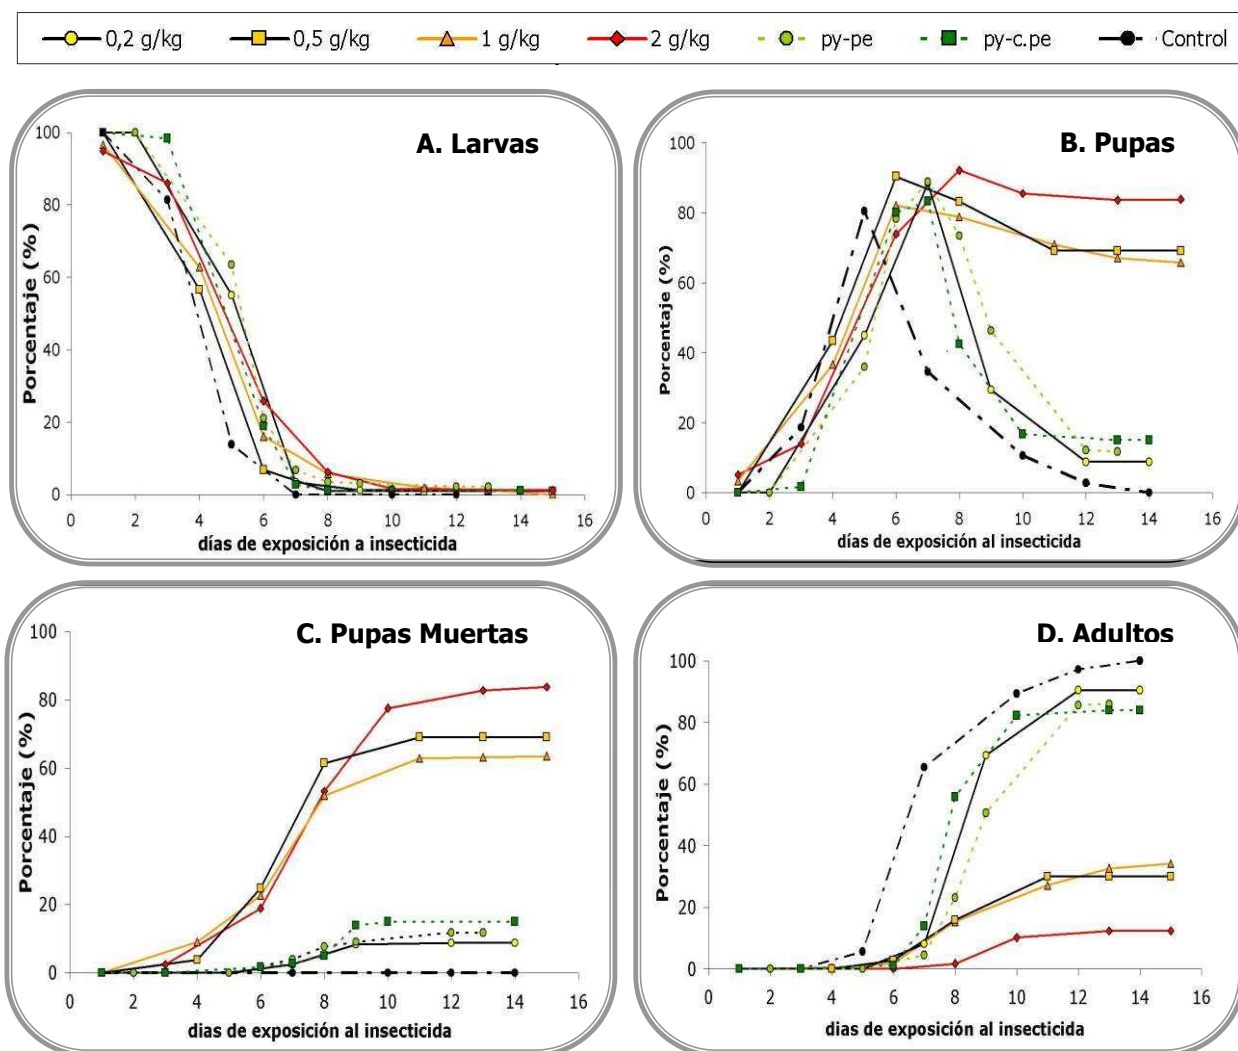 0,2 g/kg 0,5 g/kg 1 g/kg 2 g/kg py-pe py-c.pe Control
A. Larvas
Porcentaje (%)
100
80
60
40
20
0
0 2 4 6 8 10 12 14 16
días de exposición a insecticida
B. Pupas
Porcentaje (%)
100
80
60
40
20
0
0 2 4 6 8 10 12 14 16
días de exposición al insecticida
C. Pupas Muertas
Porcentaje (%)
100
80
60
40
20
0
0 2 4 6 8 10 12 14 16
dias de exposición al insecticida
D. Adultos
Porcentaje (%)
100
80
60
40
20
0
0 2 4 6 8 10 12 14 16
dias de exposición al insecticida